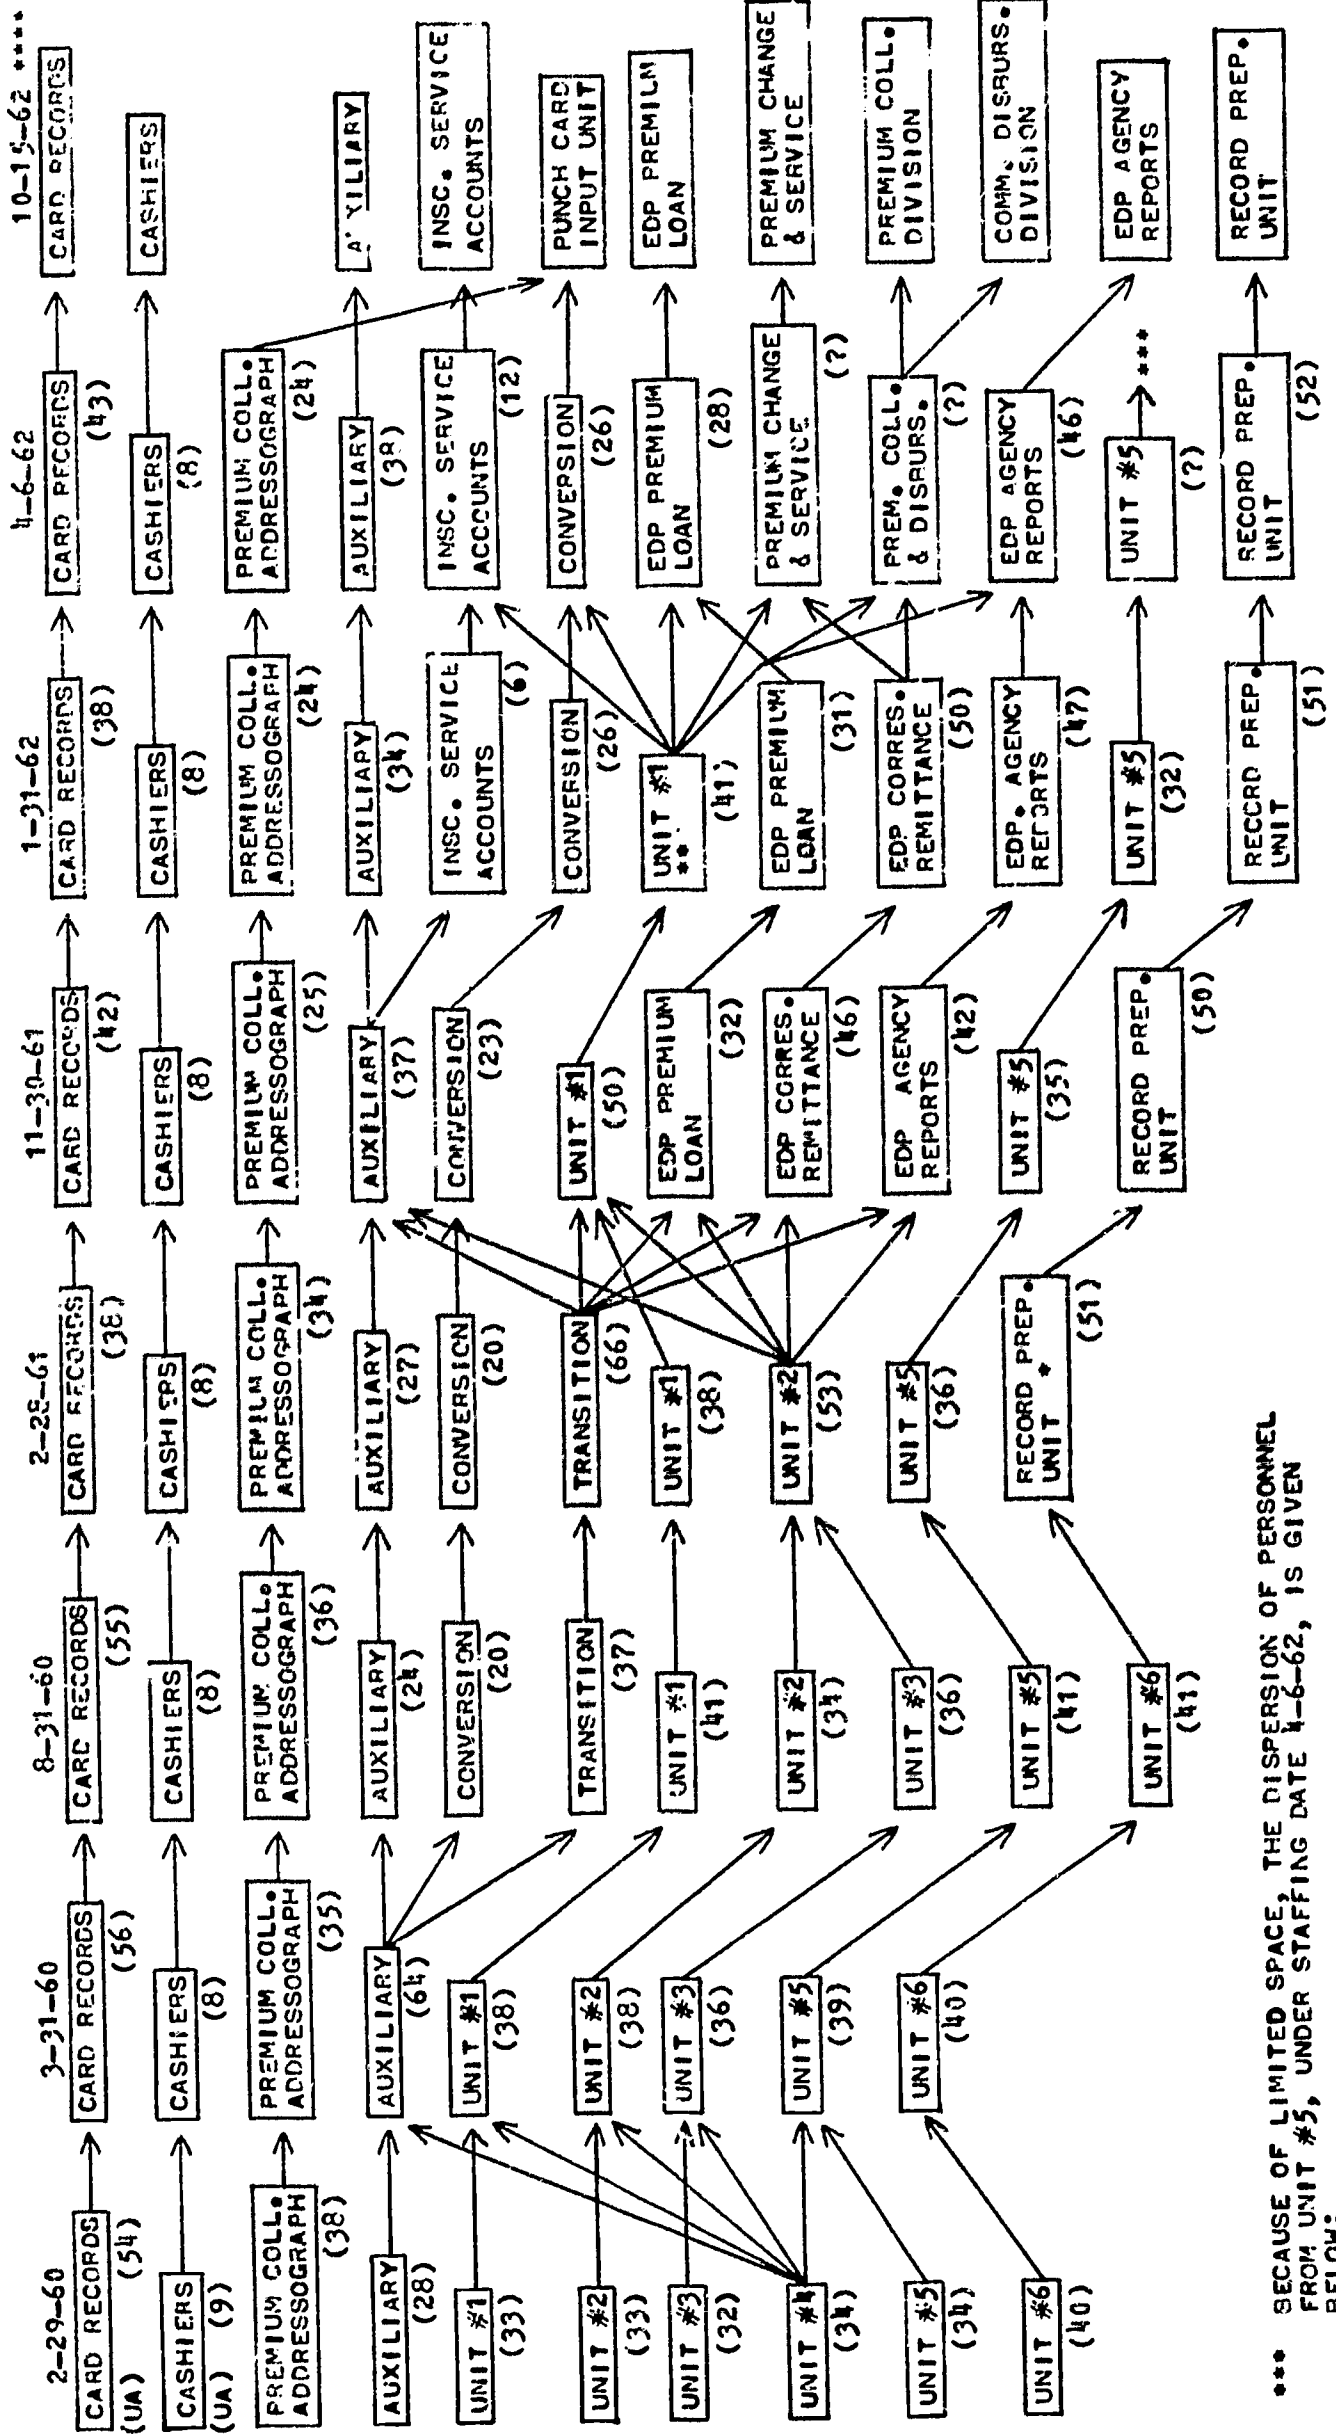 2-29-60
CARD RECORDS
(54)
(UA)
CASHIERS
(UA) (9)
PREMIUM COLL.
ADDRESSOGRAPH
(38)
AUXILIARY
(28)
UNIT #1
(33)
UNIT #2
(33)
UNIT #3
(32)
UNIT #4
(34)
UNIT #5
(34)
UNIT #6
(40)
3-31-60
CARD RECORDS
(56)
CASHIERS
(8)
PREMIUM COLL.
ADDRESSOGRAPH
(35)
AUXILIARY
(64)
UNIT #1
(38)
UNIT #2
(38)
UNIT #3
(36)
UNIT #5
(39)
UNIT #6
(40)
8-31-60
CARD RECORDS
(55)
CASHIERS
(8)
PREMIUM COLL.
ADDRESSOGRAPH
(36)
AUXILIARY
(24)
CONVERSION
(20)
TRANSITION
(37)
UNIT #1
(41)
UNIT #2
(34)
UNIT #3
(36)
UNIT #5
(41)
UNIT #6
(41)
2-28-61
CARD RECORDS
(38)
CASHIERS
(8)
PREMIUM COLL.
ADDRESSOGRAPH
(34)
AUXILIARY
(27)
CONVERSION
(20)
TRANSITION
(66)
UNIT #1
(38)
UNIT #2
(53)
UNIT #5
(36)
RECORD PREP.
UNIT *
(51)
11-30-61
CARD RECORDS
(42)
CASHIERS
(8)
PREMIUM COLL.
ADDRESSOGRAPH
(25)
AUXILIARY
(37)
CONVERSION
(23)
UNIT #1
(50)
EDP PREMIUM
LOAN
(32)
EDP CORRES.
REMITTANCE
(46)
EDP AGENCY
REPORTS
(42)
UNIT #5
(35)
RECORD PREP.
UNIT
(50)
1-31-62
CARD RECORDS
(38)
CASHIERS
(8)
PREMIUM COLL.
ADDRESSOGRAPH
(24)
AUXILIARY
(34)
INSC. SERVICE
ACCOUNTS
(6)
CONVERSION
(26)
UNIT #1
**
(41)
EDP PREMIUM
LOAN
(31)
EDP CORRES.
REMITTANCE
(50)
EDP. AGENCY
REPORTS
(47)
UNIT #5
(32)
RECORD PREP.
UNIT
(51)
4-6-62
CARD RECORDS
(43)
CASHIERS
(8)
PREMIUM COLL.
ADDRESSOGRAPH
(24)
AUXILIARY
(38)
INSC. SERVICE
ACCOUNTS
(12)
CONVERSION
(26)
EDP PREMIUM
LOAN
(28)
PREMIUM CHANGE
& SERVICE
(?)
PREM. COLL.
& DISBURS.
(?)
EDP AGENCY
REPORTS
(46)
UNIT #5
(?)
***
RECORD PREP.
UNIT
(52)
10-15-62 ****
CARD RECORDS
CASHIERS
A YILIARY
INSC. SERVICE
ACCOUNTS
PUNCH CARD
INPUT UNIT
EDP PREMIUM
LOAN
PREMIUM CHANGE
& SERVICE
PREMIUM COLL.
DIVISION
COMM. DISBURS.
DIVISION
EDP AGENCY
REPORTS
RECORD PREP.
UNIT
*** BECAUSE OF LIMITED SPACE, THE DISPERSION OF PERSONNEL
FROM UNIT #5, UNDER STAFFING DATE 4-6-62, IS GIVEN
BELOW: